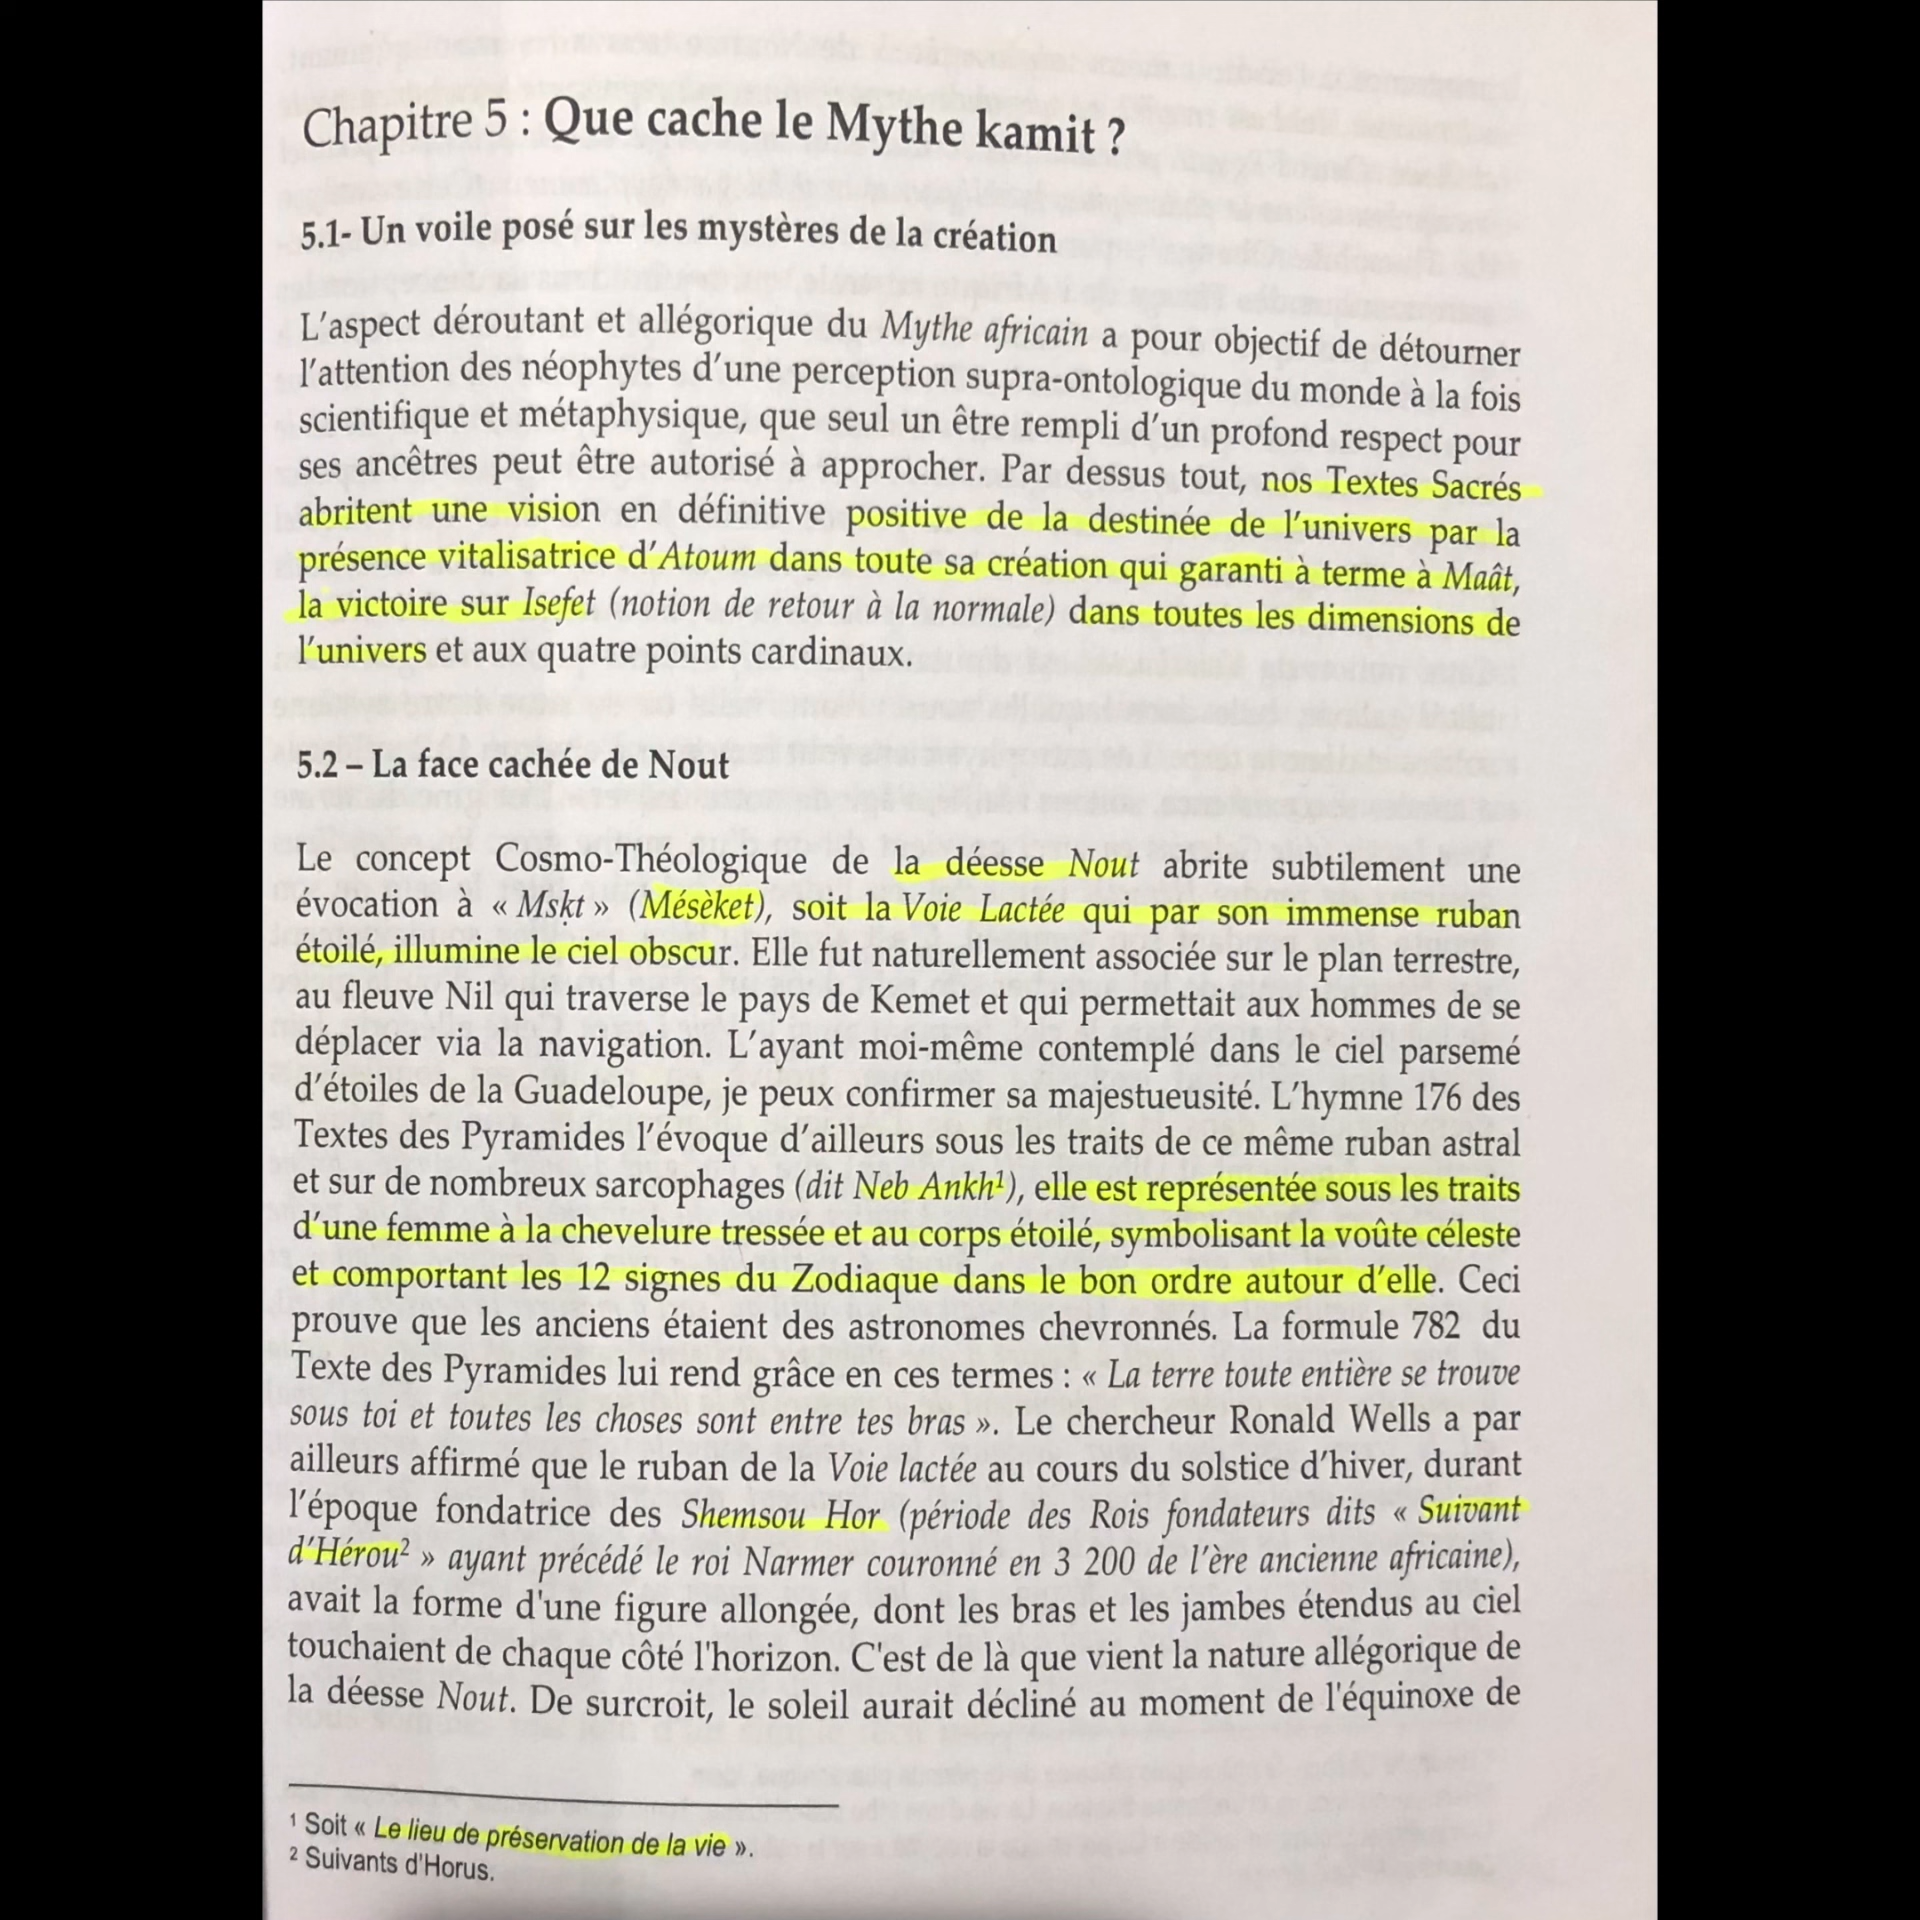 Chapitre 5 : Que cache le Mythe kamit ?
5.1- Un voile posé sur les mystères de la création
L'aspect déroutant et allégorique du Mythe africain a pour objectif de détourner
l'attention des néophytes d'une perception supra-ontologique du monde à la fois
scientifique et métaphysique, que seul un être rempli d'un profond respect pour
ses ancêtres peut être autorisé à approcher. Par dessus tout, nos Textes Sacrés
abritent une vision en définitive positive de la destinée de l'univers par la
présence vitalisatrice d'Atoum dans toute sa création qui garanti à terme à Maât,
la victoire sur Isefet (notion de retour à la normale) dans toutes les dimensions de
l'univers et aux quatre points cardinaux.
5.2 – La face cachée de Nout
Le concept Cosmo-Théologique de la déesse Nout abrite subtilement une
évocation à « Mskt » (Mésèket), soit la Voie Lactée qui par son immense ruban
étoilé, illumine le ciel obscur. Elle fut naturellement associée sur le plan terrestre,
au fleuve Nil qui traverse le pays de Kemet et qui permettait aux hommes de se
déplacer via la navigation. L'ayant moi-même contemplé dans le ciel parsemé
d'étoiles de la Guadeloupe, je peux confirmer sa majestueusité. L'hymne 176 des
Textes des Pyramides l'évoque d'ailleurs sous les traits de ce même ruban astral
et sur de nombreux sarcophages (dit Neb Ankh¹), elle est représentée sous les traits
d'une femme à la chevelure tressée et au corps étoilé, symbolisant la voûte céleste
et comportant les 12 signes du Zodiaque dans le bon ordre autour d'elle. Ceci
prouve que les anciens étaient des astronomes chevronnés. La formule 782 du
Texte des Pyramides lui rend grâce en ces termes : « La terre toute entière se trouve
sous toi et toutes les choses sont entre tes bras ». Le chercheur Ronald Wells a par
ailleurs affirmé que le ruban de la Voie lactée au cours du solstice d'hiver, durant
l'époque fondatrice des Shemsou Hor (période des Rois fondateurs dits « Suivant
d'Hérou² » ayant précédé le roi Narmer couronné en 3 200 de l'ère ancienne africaine),
avait la forme d'une figure allongée, dont les bras et les jambes étendus au ciel
touchaient de chaque côté l'horizon. C'est de là que vient la nature allégorique de
la déesse Nout. De surcroit, le soleil aurait décliné au moment de l'équinoxe de
¹ Soit « Le lieu de préservation de la vie ».
² Suivants d'Horus.